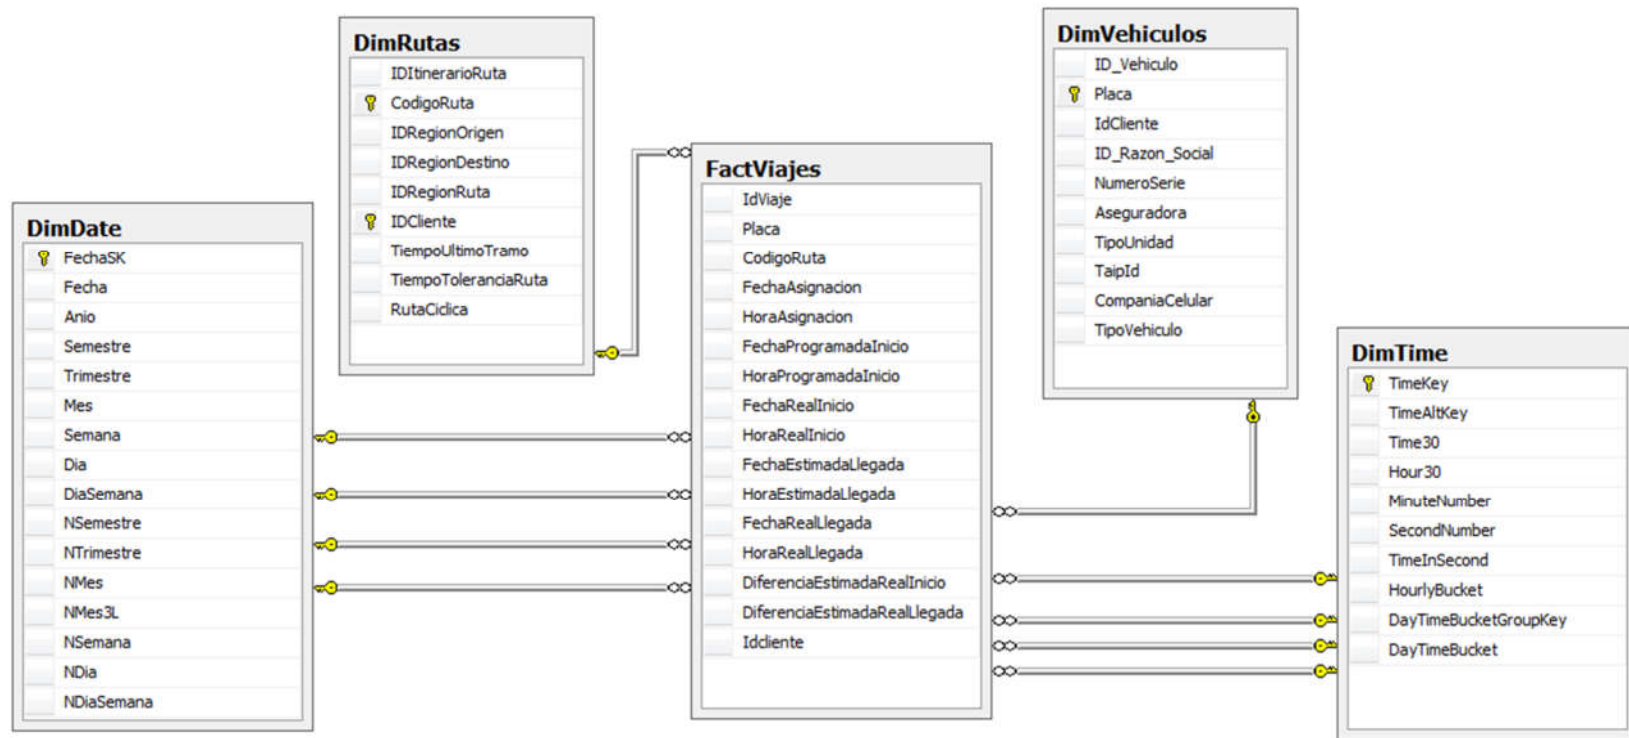 DimRutas
IDItinerarioRuta
CodigoRuta
IDRegionOrigen
IDRegionDestino
IDRegionRuta
IDCliente
TiempoUltimoTramo
TiempoToleranciaRuta
RutaCiclica
DimVehiculos
ID_Vehiculo
Placa
IdCliente
ID_Razon_Social
NumeroSerie
Aseguradora
TipoUnidad
TaipId
CompaniaCelular
TipoVehiculo
DimDate
FechaSK
Fecha
Anio
Semestre
Trimestre
Mes
Semana
Dia
DiaSemana
NSemestre
NTrimestre
NMes
NMes3L
NSemana
NDia
NDiaSemana
FactViajes
IdViaje
Placa
CodigoRuta
FechaAsignacion
HoraAsignacion
FechaProgramadaInicio
HoraProgramadaInicio
FechaRealInicio
HoraRealInicio
FechaEstimadaLlegada
HoraEstimadaLlegada
FechaRealLlegada
HoraRealLlegada
DiferenciaEstimadaRealInicio
DiferenciaEstimadaRealLlegada
Idcliente
DimTime
TimeKey
TimeAltKey
Time30
Hour30
MinuteNumber
SecondNumber
TimeInSecond
HourlyBucket
DayTimeBucketGroupKey
DayTimeBucket